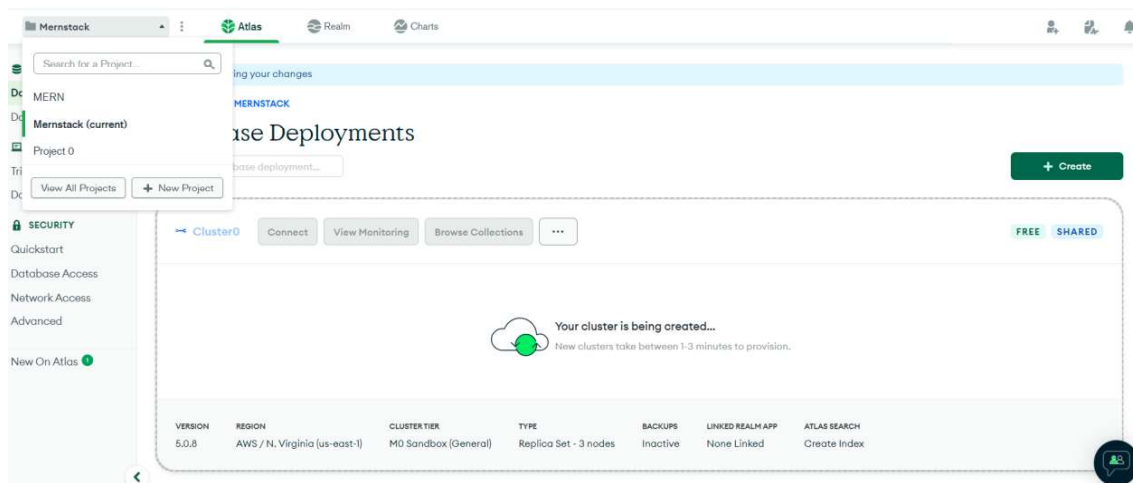 Mernstack
Atlas
Realm
Charts
Search for a Project...
ing your changes
MERN
MERNSTACK
Mernstack (current)
ase Deployments
Project 0
base deployment...
+ Create
View All Projects
+ New Project
SECURITY
Cluster0
Connect
View Monitoring
Browse Collections
...
FREE
SHARED
Quickstart
Database Access
Network Access
Advanced
New On Atlas 1
Your cluster is being created...
New clusters take between 1-3 minutes to provision.
VERSION
5.0.8
REGION
AWS / N. Virginia (us-east-1)
CLUSTER TIER
M0 Sandbox (General)
TYPE
Replica Set - 3 nodes
BACKUPS
Inactive
LINKED REALM APP
None Linked
ATLAS SEARCH
Create Index